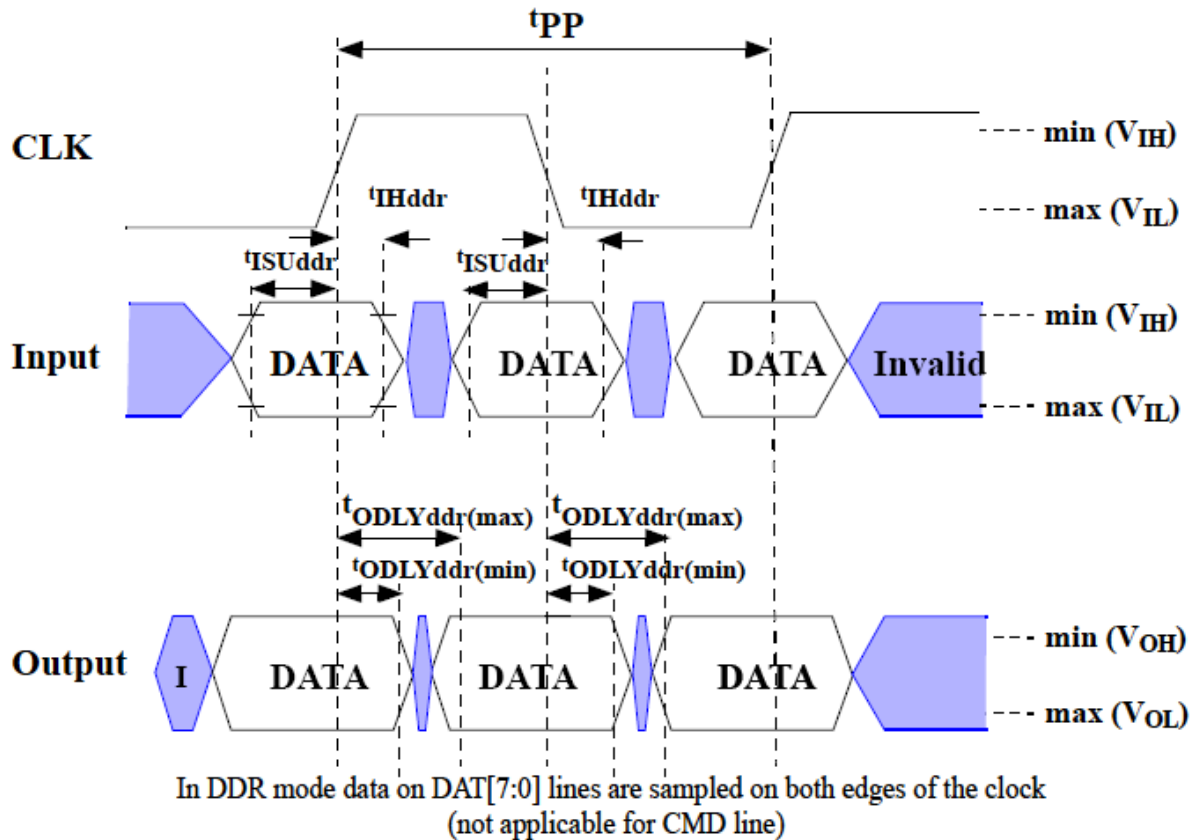 tPP
CLK
min (VIH)
max (VIL)
tIHddr
tIHddr
tISUddr
tISUddr
Input
DATA
DATA
DATA
Invalid
min (VIH)
max (VIL)
tODLYddr(max)
tODLYddr(max)
tODLYddr(min)
tODLYddr(min)
Output
I
DATA
DATA
DATA
min (VOH)
max (VOL)
In DDR mode data on DAT[7:0] lines are sampled on both edges of the clock
(not applicable for CMD line)